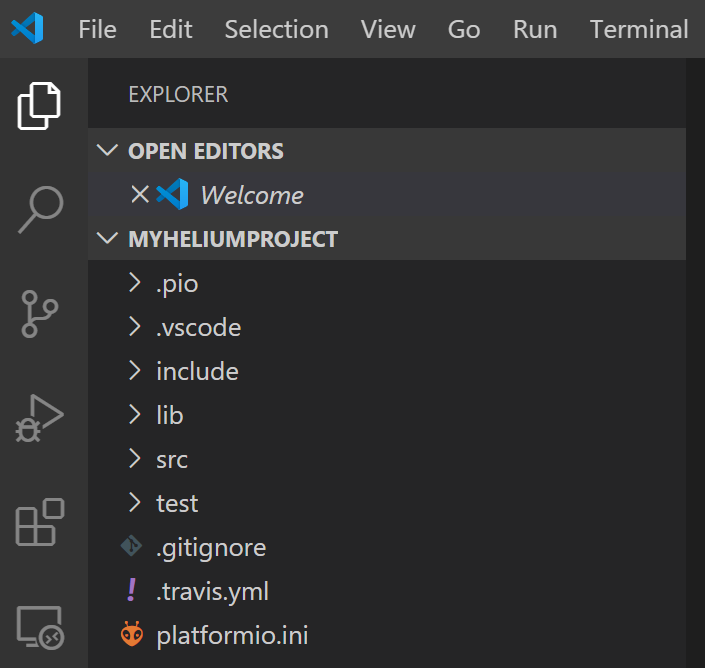 File Edit Selection View Go Run Terminal
EXPLORER
OPEN EDITORS
Welcome
MYHELIUMPROJECT
.pio
.vscode
include
lib
src
test
.gitignore
.travis.yml
platformio.ini